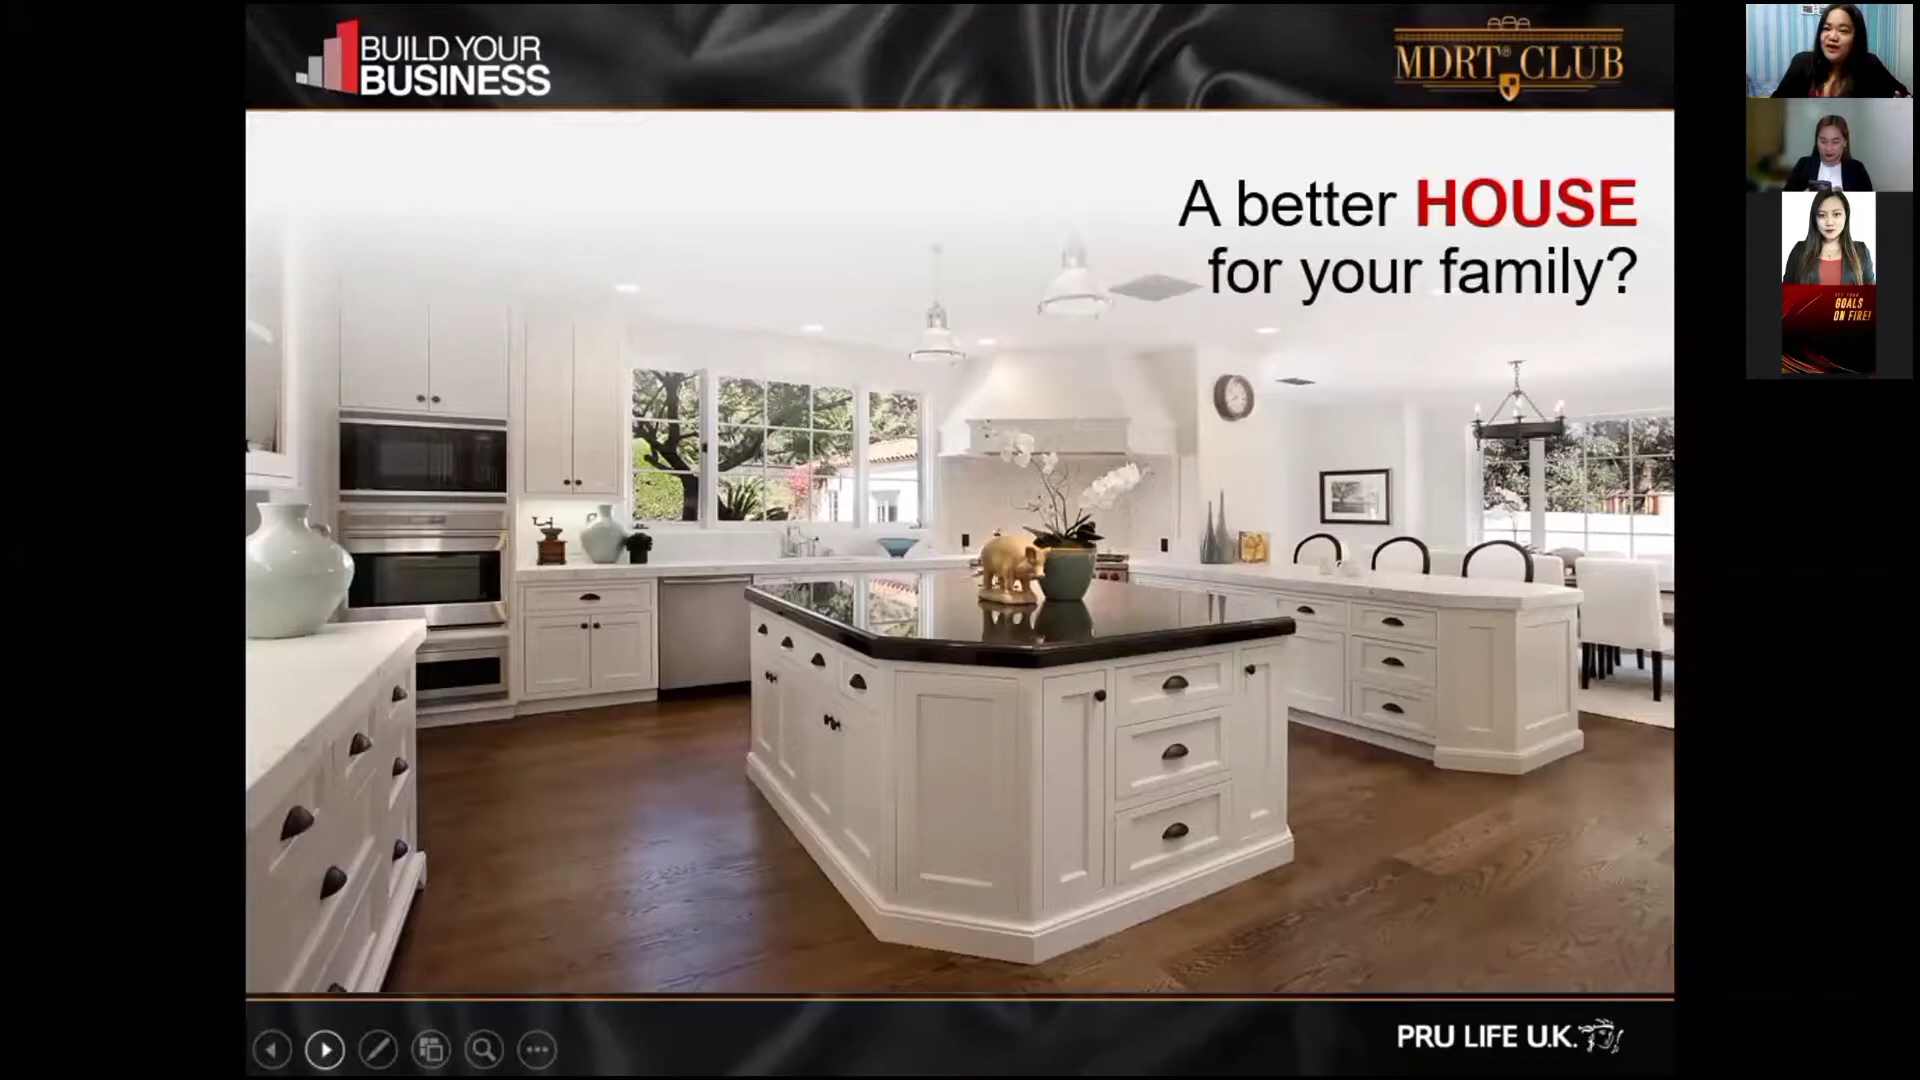 BUILD YOUR
BUSINESS
MDRT® CLUB
A better HOUSE
for your family?
GOALS
ON FIRE!
PRU LIFE U.K.